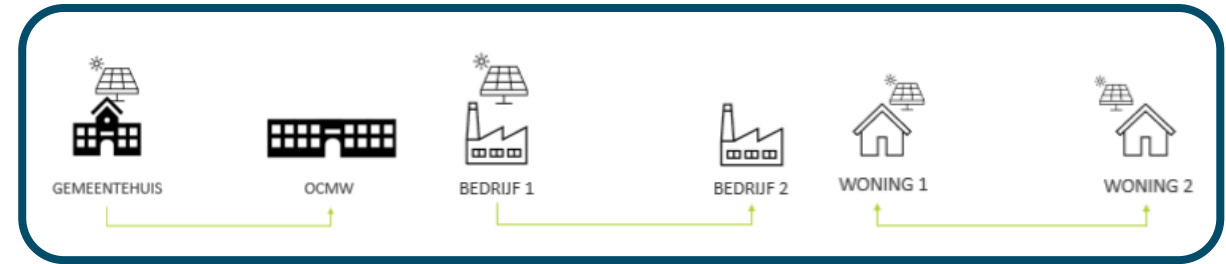 GEMEENTEHUIS
OCMW
BEDRIJF 1
BEDRIJF 2
WONING 1
WONING 2